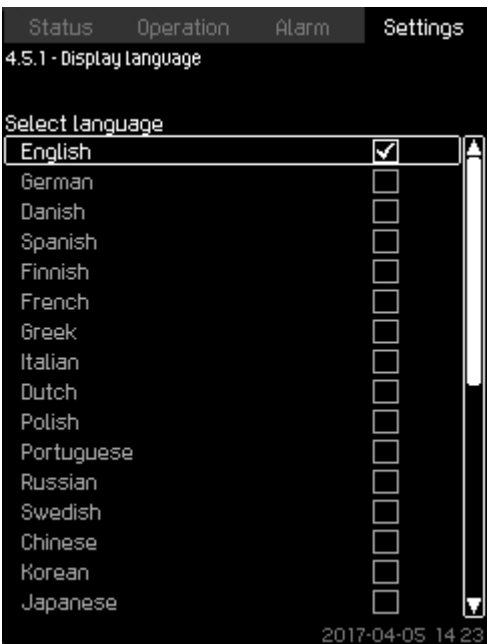 Status Operation Alarm Settings
4.5.1 - Display language
Select language
English
German
Danish
Spanish
Finnish
French
Greek
Italian
Dutch
Polish
Portuguese
Russian
Swedish
Chinese
Korean
Japanese
2017-04-05 14:23